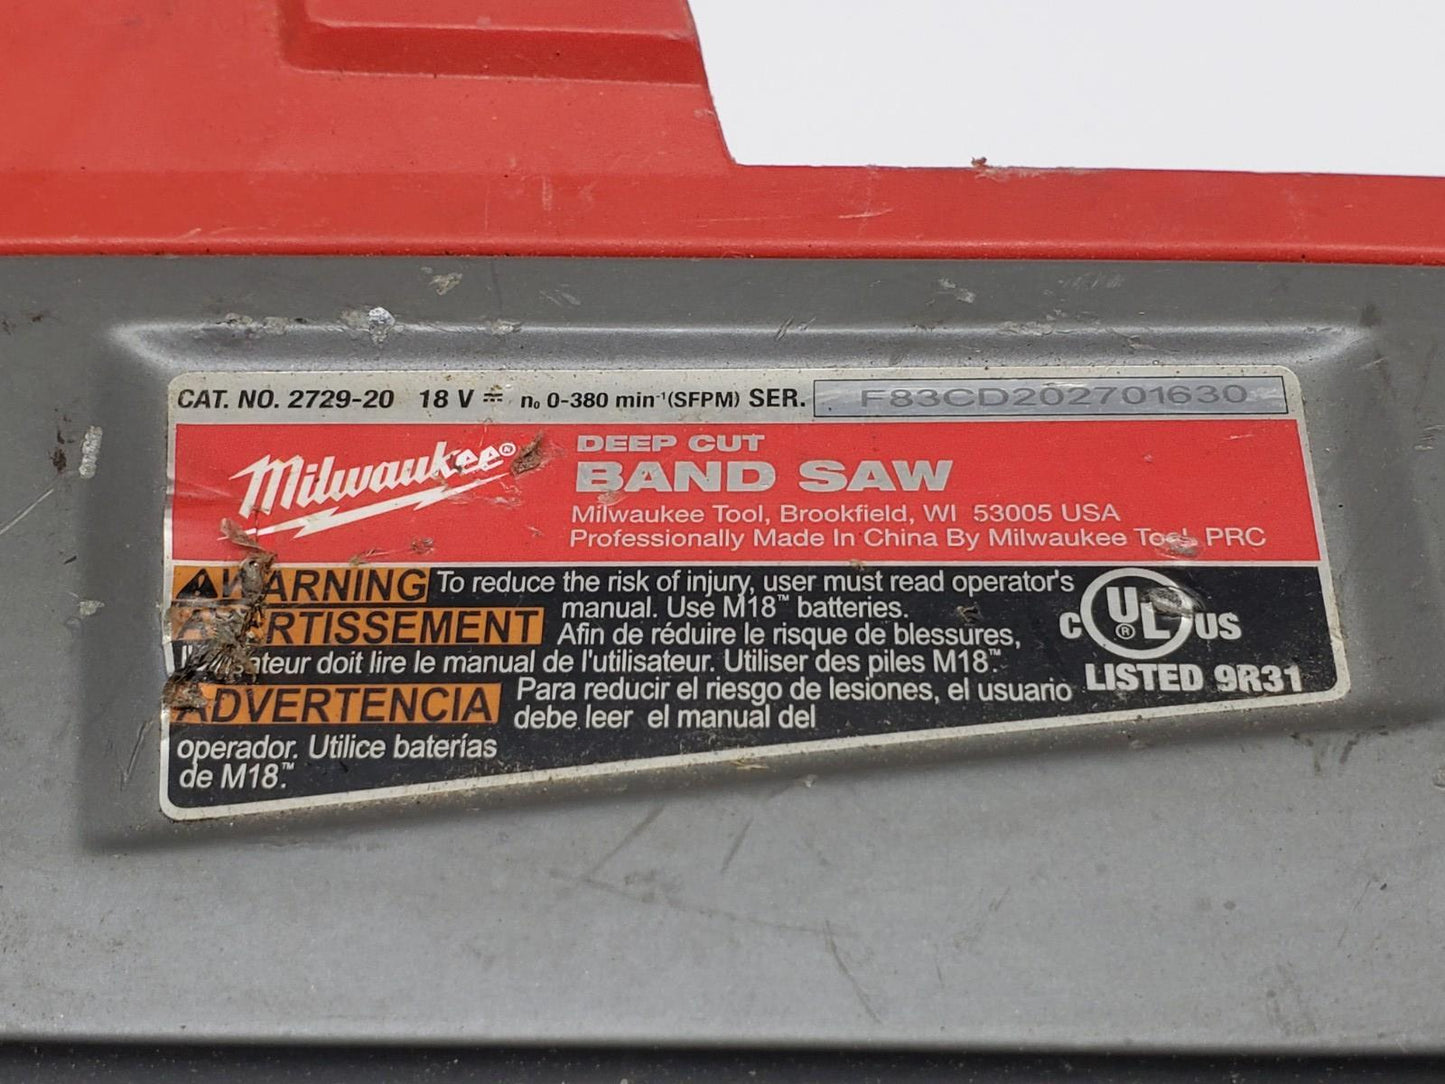 CAT. NO. 2729-20 18 V ⎓ n₀ 0-380 min⁻¹(SFPM) SER. F83CD202701630
Milwaukee®
DEEP CUT
BAND SAW
Milwaukee Tool, Brookfield, WI 53005 USA
Professionally Made In China By Milwaukee Tool, PRC
WARNING To reduce the risk of injury, user must read operator's
manual. Use M18™ batteries.
AVERTISSEMENT Afin de réduire le risque de blessures,
l'utilisateur doit lire le manuel de l'utilisateur. Utiliser des piles M18™.
ADVERTENCIA Para reducir el riesgo de lesiones, el usuario
debe leer el manual del
operador. Utilice baterías
de M18™.
C UL® US
LISTED 9R31